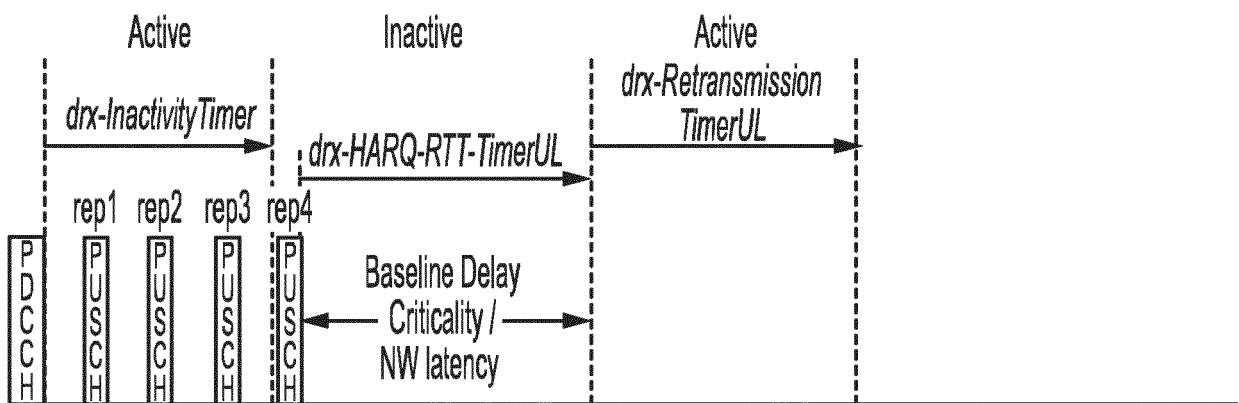 Active Inactive Active
drx-InactivityTimer
drx-HARQ-RTT-TimerUL
drx-Retransmission
TimerUL
rep1 rep2 rep3 rep4
PDCCH PUSCH PUSCH PUSCH PUSCH
Baseline Delay
Criticality /
NW latency